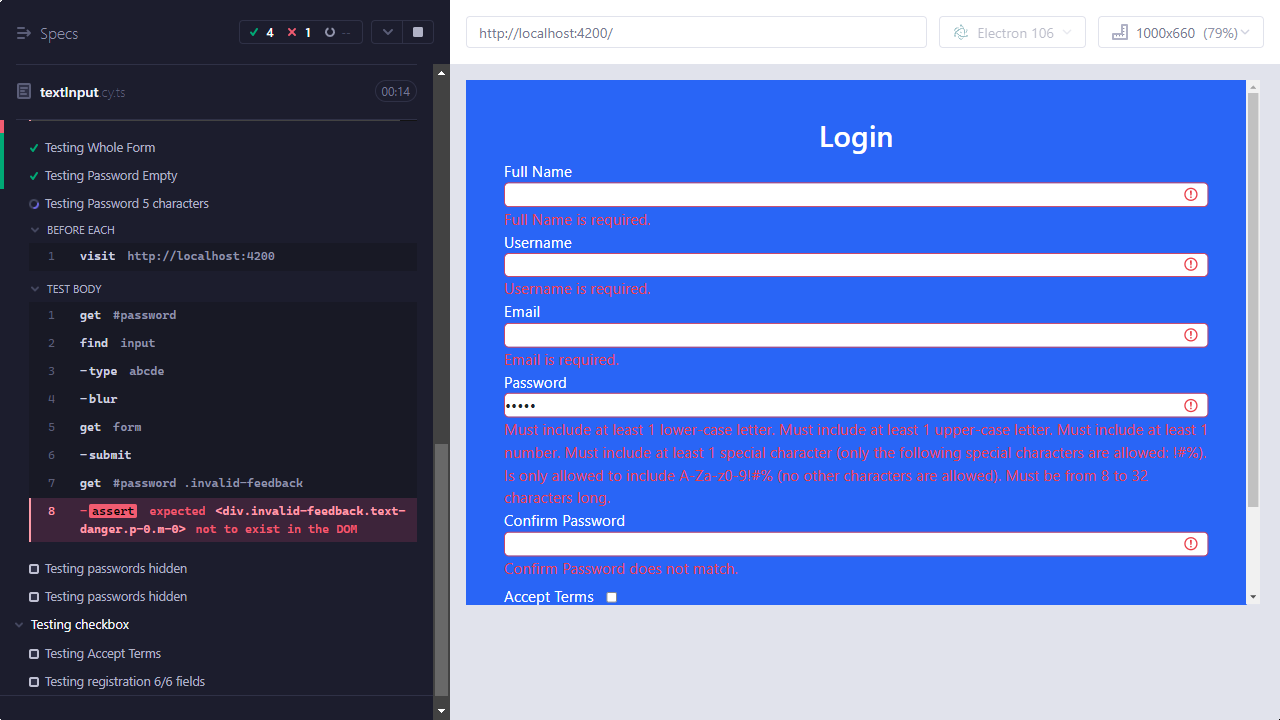 Specs
4
1
--
textInput.cy.ts
00:14
Testing Whole Form
Testing Password Empty
Testing Password 5 characters
BEFORE EACH
1 visit http://localhost:4200
TEST BODY
1 get #password
2 find input
3 -type abcde
4 -blur
5 get form
6 -submit
7 get #password .invalid-feedback
8 -assert expected <div.invalid-feedback.text-
danger.p-0.m-0> not to exist in the DOM
Testing passwords hidden
Testing passwords hidden
Testing checkbox
Testing Accept Terms
Testing registration 6/6 fields
http://localhost:4200/
Electron 106
1000x660 (79%)
Login
Full Name
Full Name is required.
Username
Username is required.
Email
Email is required.
Password
•••••
Must include at least 1 lower-case letter. Must include at least 1 upper-case letter. Must include at least 1
number. Must include at least 1 special character (only the following special characters are allowed: !#%).
Is only allowed to include A-Za-z0-9!#% (no other characters are allowed). Must be from 8 to 32
characters long.
Confirm Password
Confirm Password does not match.
Accept Terms